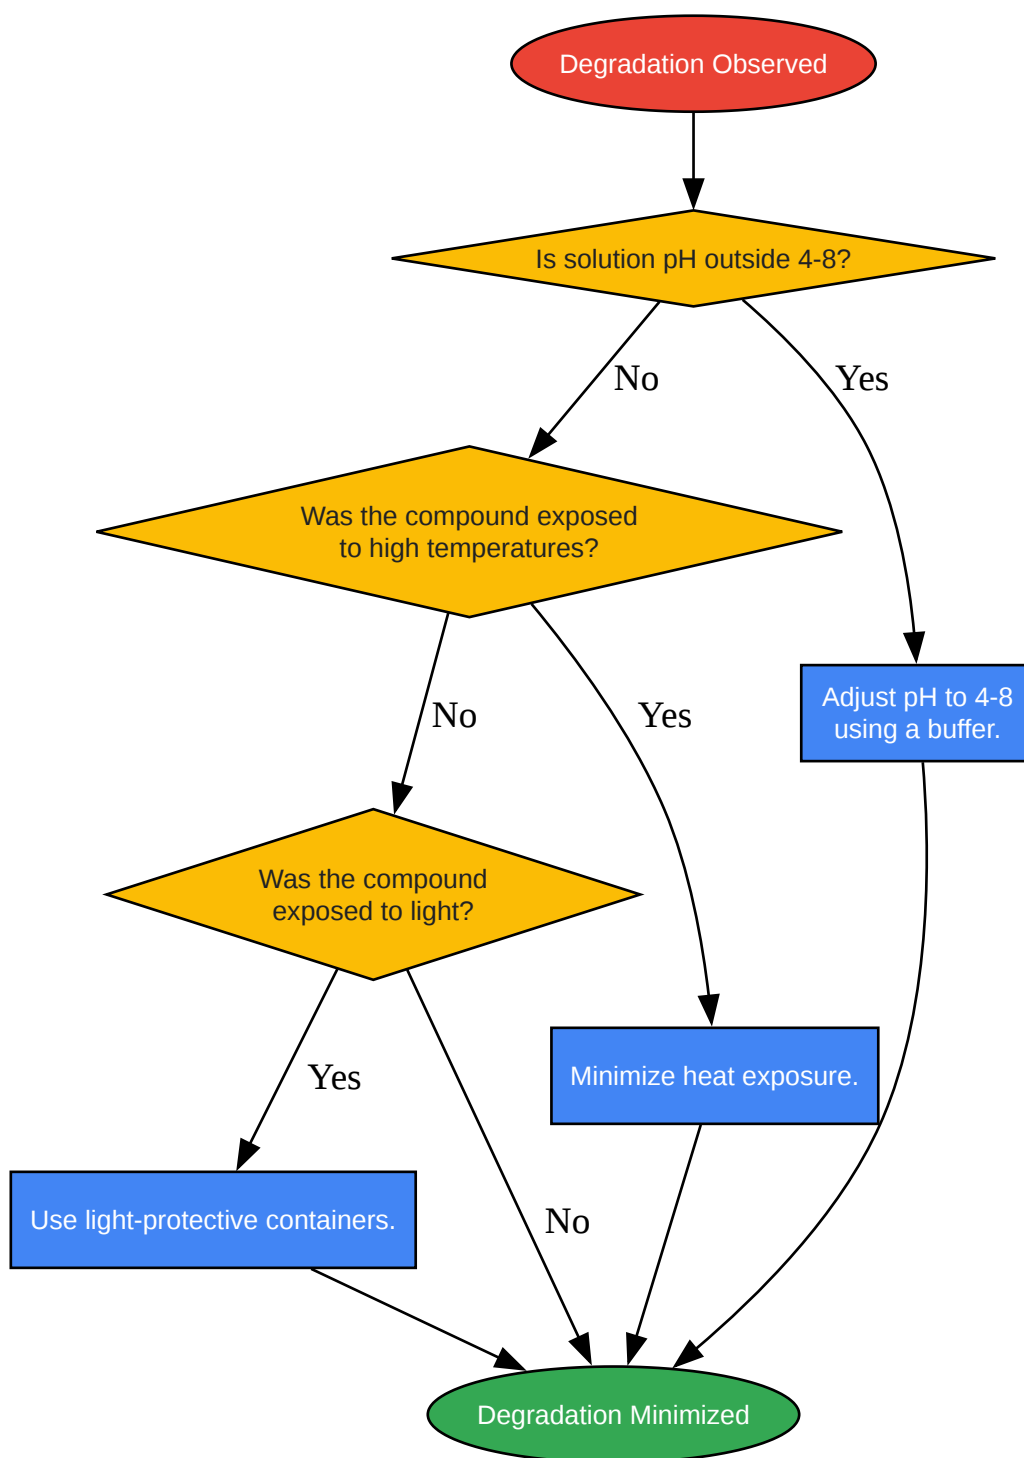 Degradation Observed
Is solution pH outside 4-8?
No
Yes
Was the compound exposed
to high temperatures?
Adjust pH to 4-8
using a buffer.
No
Yes
Was the compound
exposed to light?
Yes
Minimize heat exposure.
Use light-protective containers.
No
Degradation Minimized